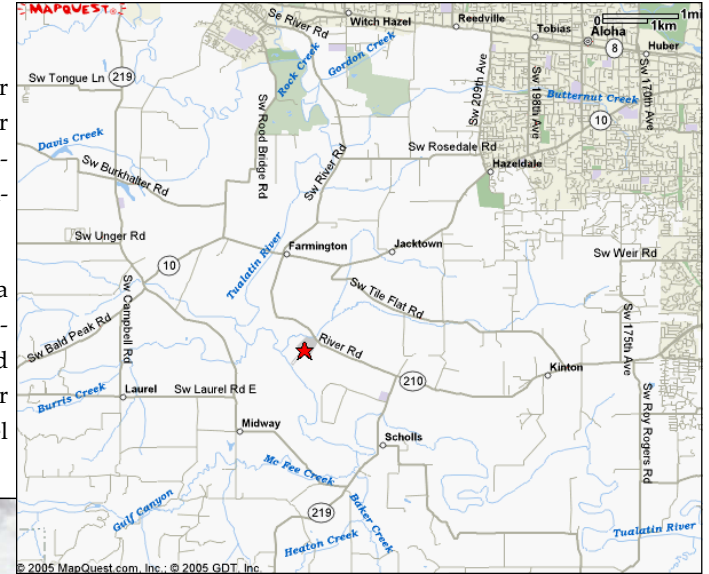 MAPQUEST
Se River Rd
Witch Hazel
Reedville
Tobias
Aloha
8
Huber
0
1mi
1km
Sw Tongue Ln
219
Rock Creek
Gordon Creek
Sw 209th Ave
Sw 198th Ave
Sw 170th Ave
Butternut Creek
10
Sw Rood Bridge Rd
Davis Creek
Sw Burkhalter Rd
Sw River Rd
Sw Rosedale Rd
Hazeldale
Sw Unger Rd
10
Tualatin River
Farmington
Jacktown
Sw Weir Rd
Sw Campbell Rd
Sw Tile Flat Rd
Sw 175th Ave
Sw Bald Peak Rd
River Rd
Kinton
210
Laurel
Sw Laurel Rd E
Burris Creek
Midway
Scholls
Sw Roy Rogers Rd
Mc Fee Creek
Gulf Canyon
219
Baker Creek
Heaton Creek
Tualatin River
© 2005 MapQuest.com, Inc.; © 2005 GDT, Inc.